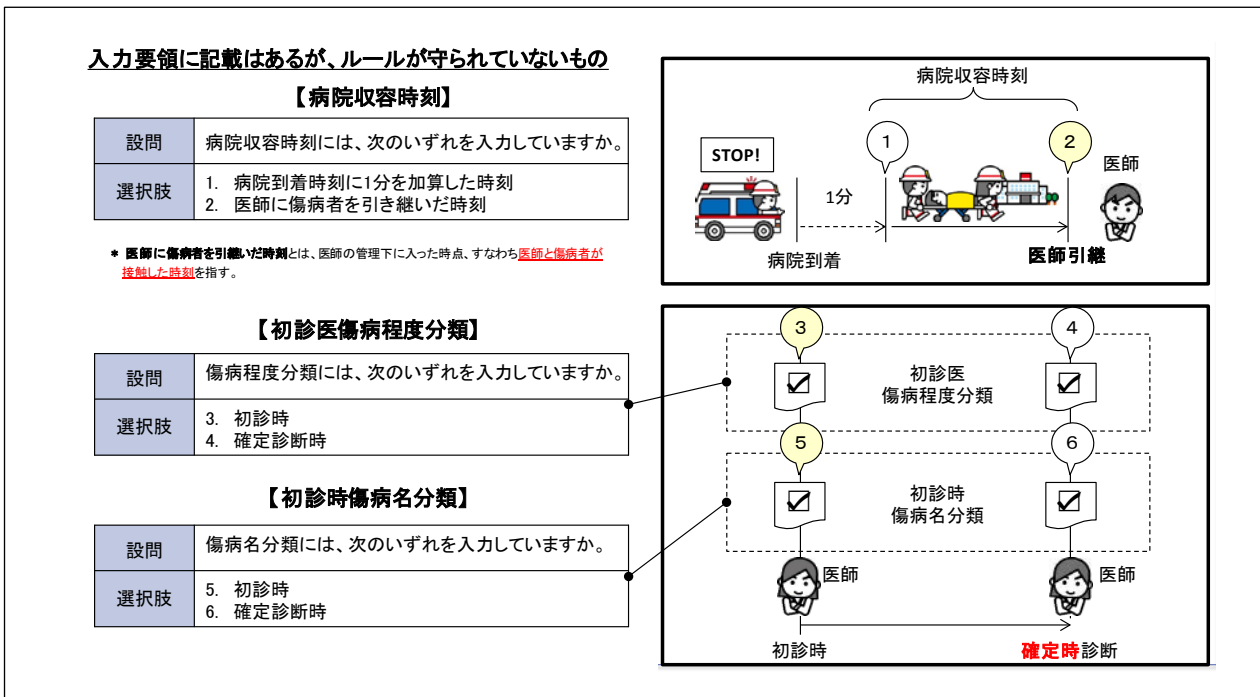 入力要領に記載はあるが、ルールが守られていないもの
【病院収容時刻】
設問
病院収容時刻には、次のいずれを入力していますか。
選択肢
1. 病院到着時刻に1分を加算した時刻
2. 医師に傷病者を引き継いだ時刻
* 医師に傷病者を引継いだ時刻とは、医師の管理下に入った時点、すなわち医師と傷病者が
接触した時刻を指す。
病院収容時刻
STOP!
1
2
医師
1分
病院到着
医師引継
【初診医傷病程度分類】
設問
傷病程度分類には、次のいずれを入力していますか。
選択肢
3. 初診時
4. 確定診断時
【初診時傷病名分類】
設問
傷病名分類には、次のいずれを入力していますか。
選択肢
5. 初診時
6. 確定診断時
3
4
初診医
傷病程度分類
5
6
初診時
傷病名分類
医師
医師
初診時
確定時診断